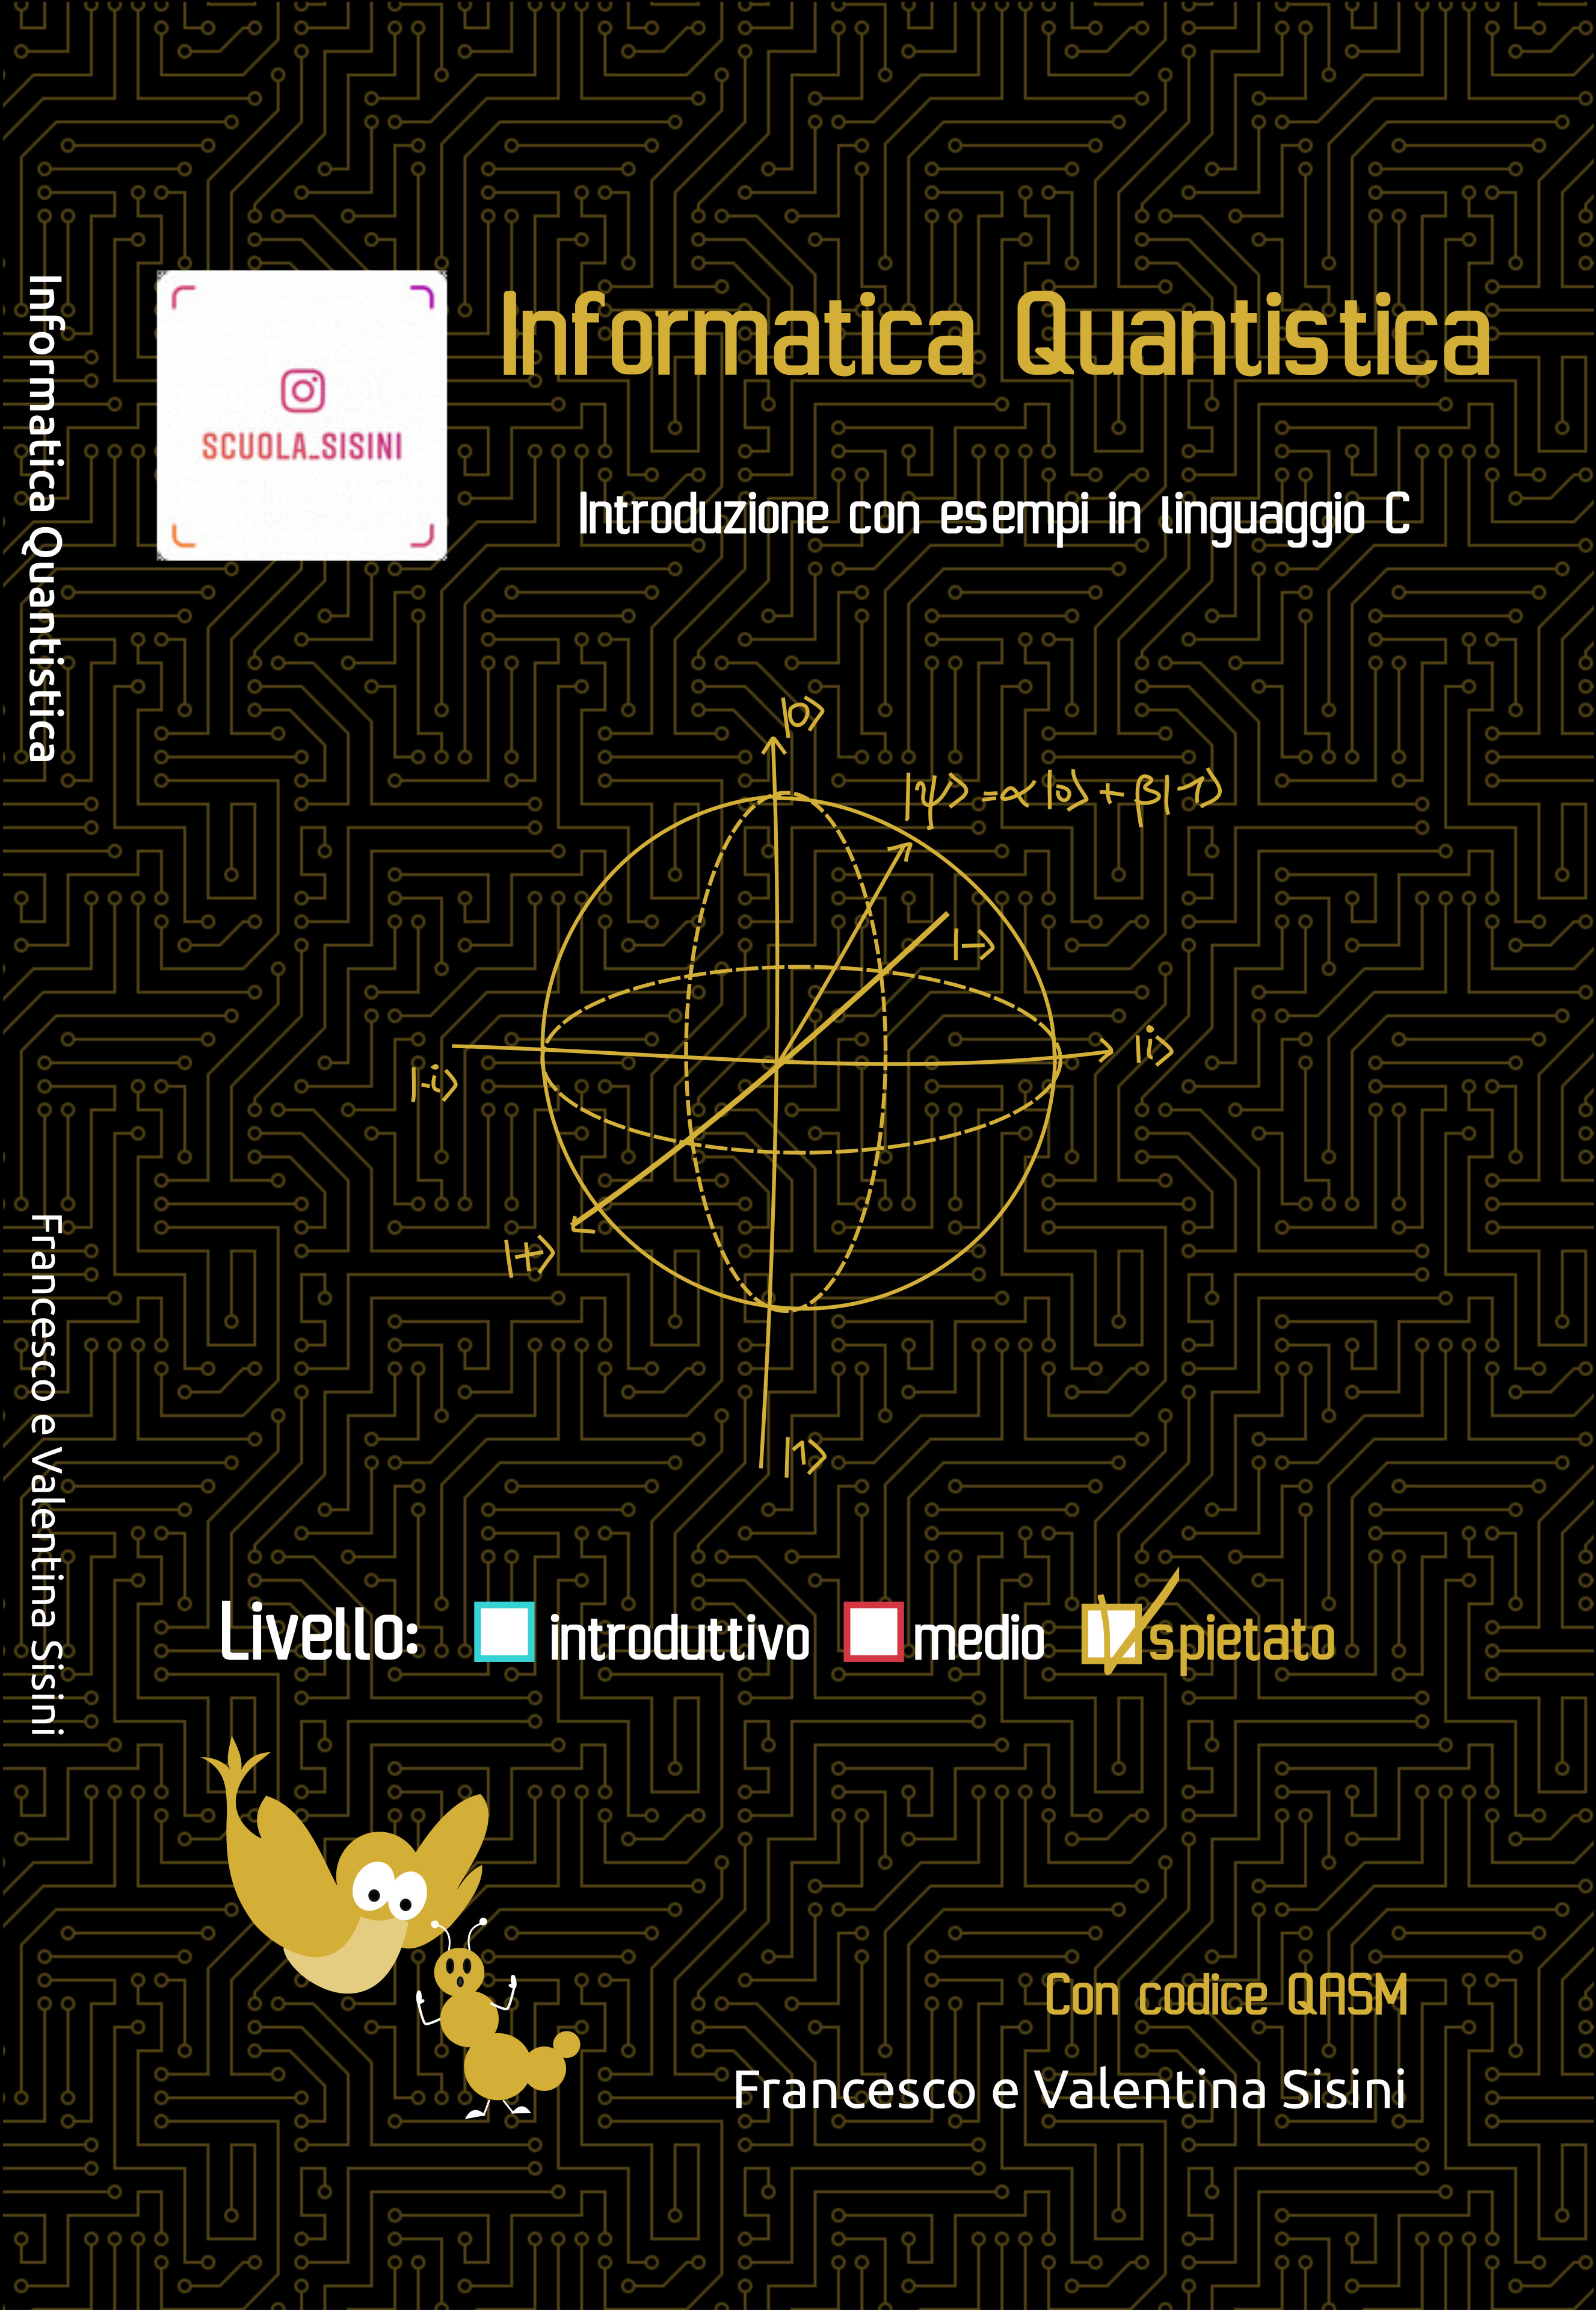 Informatica Quantistica
Francesco e Valentina Sisini
SCUOLA_SISINI
Informatica Quantistica
Introduzione con esempi in linguaggio C
|0⟩
|ψ⟩ = α|0⟩ + β|1⟩
|-⟩
|i⟩
|-i⟩
|+⟩
|1⟩
Livello: introduttivo medio spietato
Con codice QASM
Francesco e Valentina Sisini